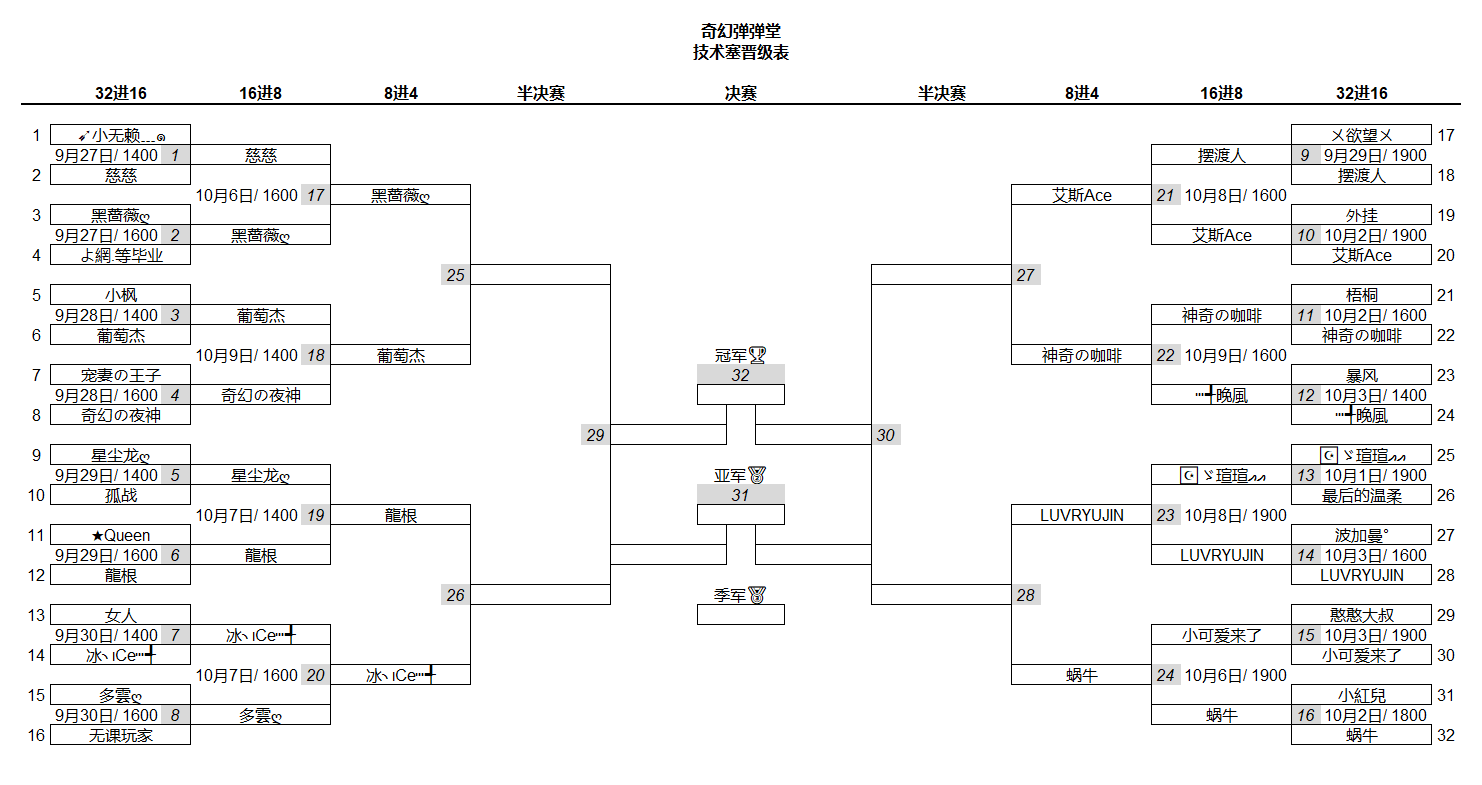 奇幻弹弹堂
技术塞晋级表
32进16 16进8 8进4 半决赛 决赛 半决赛 8进4 16进8 32进16
1 ➶小无赖﹍๑ メ欲望メ 17
9月27日/ 1400 1 慈慈 摆渡人 9 9月29日/ 1900
2 慈慈 摆渡人 18
10月6日/ 1600 17 黑蔷薇ღ 艾斯Ace 21 10月8日/ 1600
3 黑蔷薇ღ 外挂 19
9月27日/ 1600 2 黑蔷薇ღ 艾斯Ace 10 10月2日/ 1900
4 よ網.等毕业 艾斯Ace 20
25 27
5 小枫 梧桐 21
9月28日/ 1400 3 葡萄杰 神奇の咖啡 11 10月2日/ 1600
6 葡萄杰 神奇の咖啡 22
10月9日/ 1400 18 葡萄杰 冠军🏆 神奇の咖啡 22 10月9日/ 1600
7 宠妻の王子 32 暴风 23
9月28日/ 1600 4 奇幻の夜神 ┉╃晚風 12 10月3日/ 1400
8 奇幻の夜神 ┉╃晚風 24
29 30
9 星尘龙ღ ☪ゞ瑄瑄ᨒ 25
9月29日/ 1400 5 星尘龙ღ 亚军🥈 ☪ゞ瑄瑄ᨒ 13 10月1日/ 1900
10 孤战 31 最后的温柔 26
10月7日/ 1400 19 龍根 LUVRYUJIN 23 10月8日/ 1900
11 ★Queen 波加曼° 27
9月29日/ 1600 6 龍根 LUVRYUJIN 14 10月3日/ 1600
12 龍根 LUVRYUJIN 28
26 季军🥉 28
13 女人 憨憨大叔 29
9月30日/ 1400 7 冰ヽıCe┉╃ 小可爱来了 15 10月3日/ 1900
14 冰ヽıCe┉╃ 小可爱来了 30
10月7日/ 1600 20 冰ヽıCe┉╃ 蜗牛 24 10月6日/ 1900
15 多雲ღ 小紅兒 31
9月30日/ 1600 8 多雲ღ 蜗牛 16 10月2日/ 1800
16 无课玩家 蜗牛 32